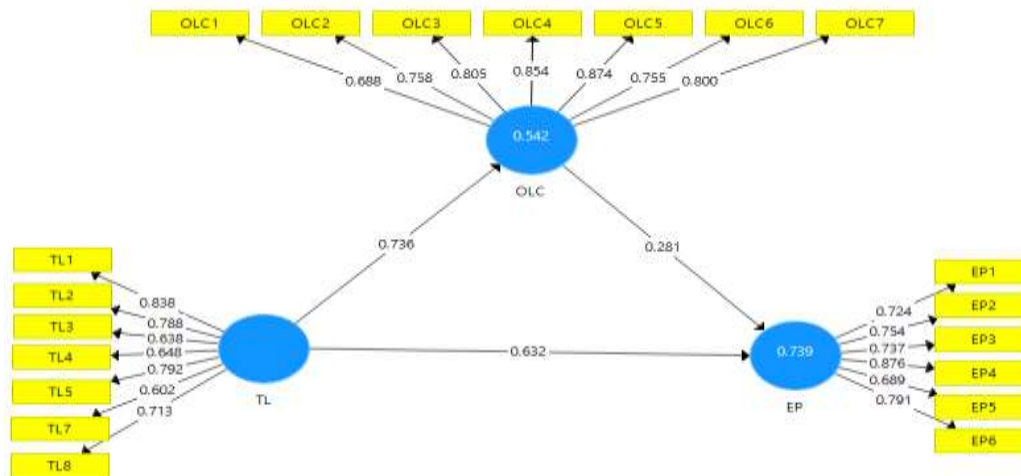 OLC1 OLC2 OLC3 OLC4 OLC5 OLC6 OLC7
0.688 0.758 0.805 0.854 0.874 0.755 0.800
0.542
OLC
0.736 0.281
TL1
TL2
TL3
TL4
TL5
TL7
TL8
0.838
0.788
0.638
0.648
0.792
0.602
0.713
TL
0.632
0.739
EP
0.724
0.754
0.737
0.876
0.689
0.791
EP1
EP2
EP3
EP4
EP5
EP6